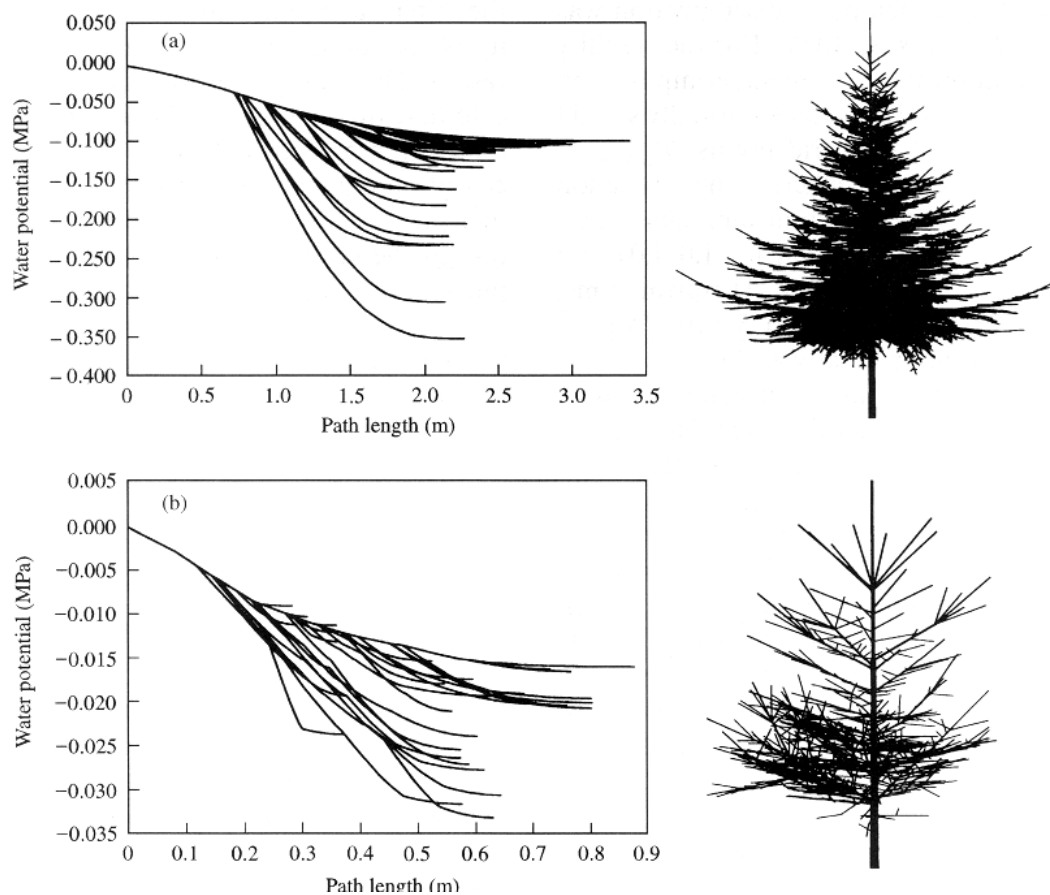 (a)
0.050
0.000
−0.050
−0.100
−0.150
−0.200
−0.250
−0.300
−0.350
−0.400
Water potential (MPa)
0 0.5 1.0 1.5 2.0 2.5 3.0 3.5
Path length (m)
(b)
0.005
0.000
−0.005
−0.010
−0.015
−0.020
−0.025
−0.030
−0.035
Water potential (MPa)
0 0.1 0.2 0.3 0.4 0.5 0.6 0.7 0.8 0.9
Path length (m)